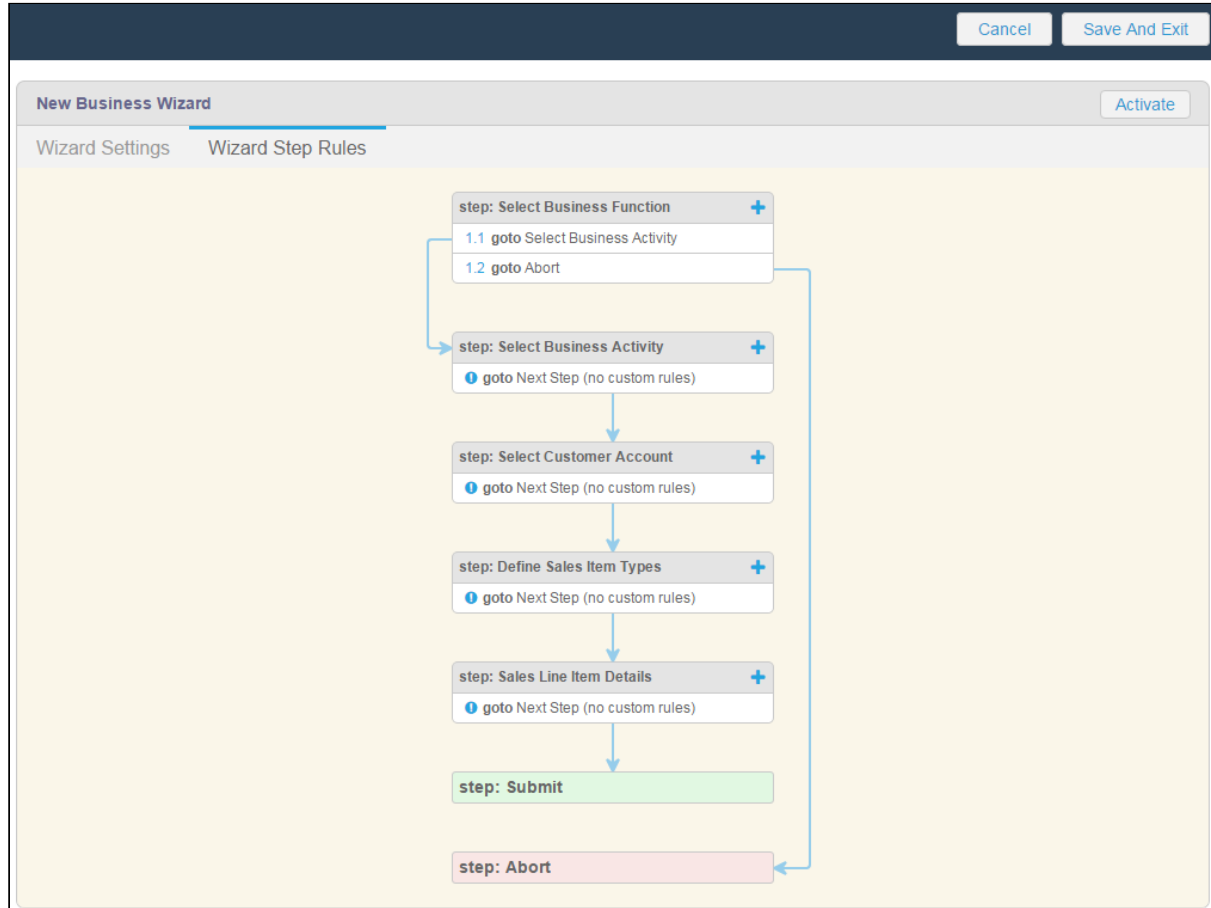 Cancel
Save And Exit
New Business Wizard
Activate
Wizard Settings
Wizard Step Rules
step: Select Business Function
1.1 goto Select Business Activity
1.2 goto Abort
step: Select Business Activity
goto Next Step (no custom rules)
step: Select Customer Account
goto Next Step (no custom rules)
step: Define Sales Item Types
goto Next Step (no custom rules)
step: Sales Line Item Details
goto Next Step (no custom rules)
step: Submit
step: Abort